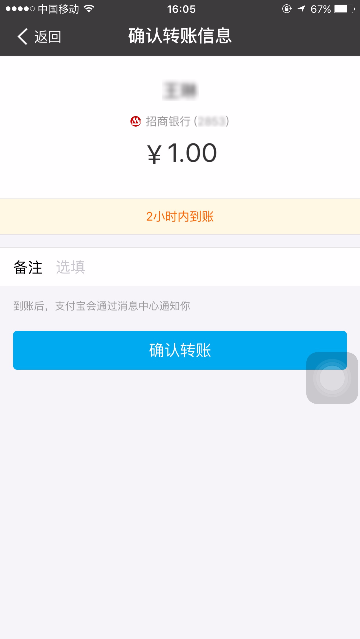 中国移动 16:05 67%
返回 确认转账信息
招商银行 ( )
¥ 1.00
2小时内到账
备注 选填
到账后，支付宝会通过消息中心通知你
确认转账